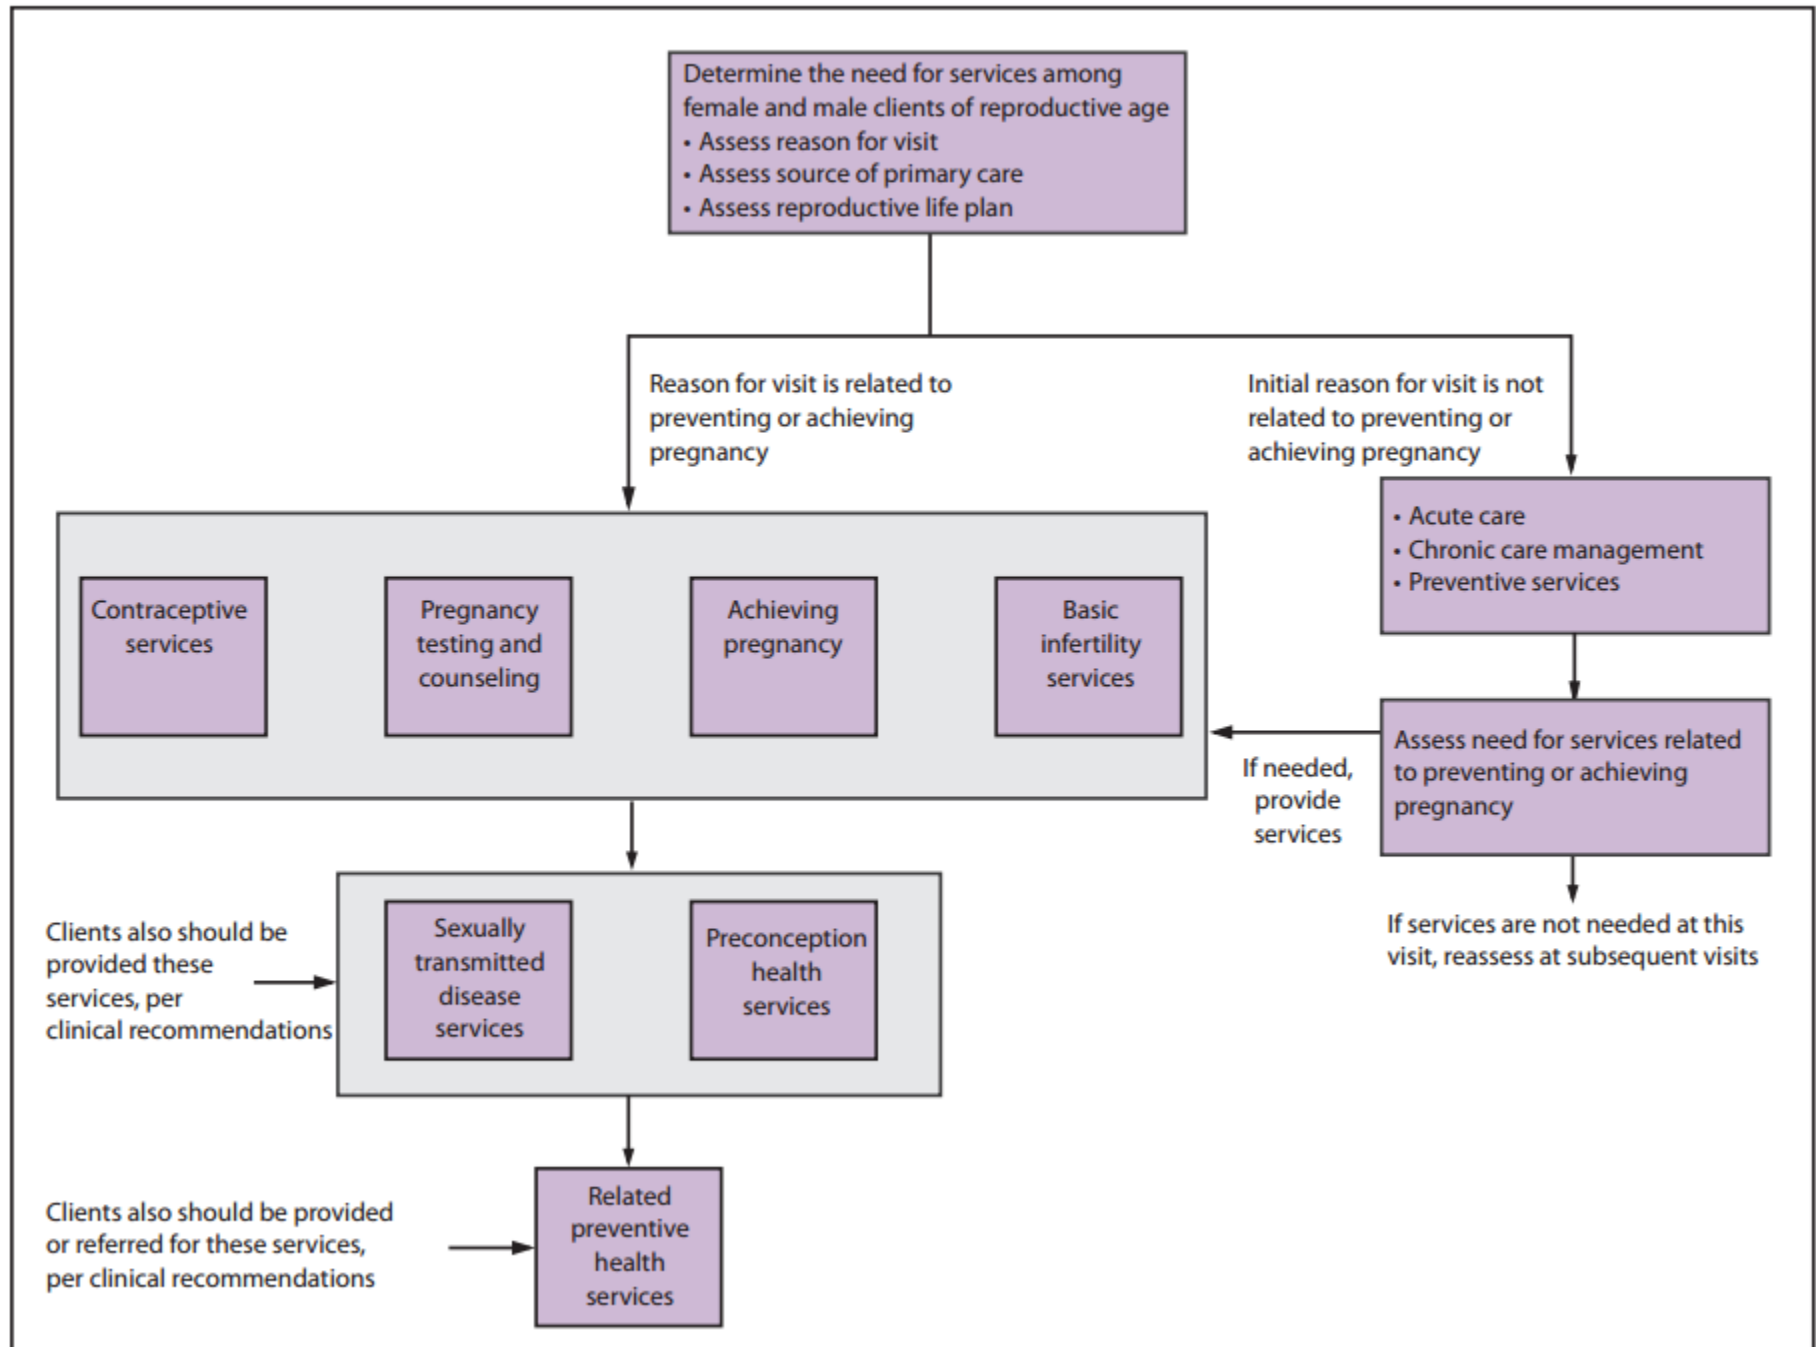 Determine the need for services among
female and male clients of reproductive age
• Assess reason for visit
• Assess source of primary care
• Assess reproductive life plan
Reason for visit is related to
preventing or achieving
pregnancy
Initial reason for visit is not
related to preventing or
achieving pregnancy
• Acute care
• Chronic care management
• Preventive services
Contraceptive
services
Pregnancy
testing and
counseling
Achieving
pregnancy
Basic
infertility
services
Assess need for services related
to preventing or achieving
pregnancy
If needed,
provide
services
If services are not needed at this
visit, reassess at subsequent visits
Clients also should be
provided these
services, per
clinical recommendations
Sexually
transmitted
disease
services
Preconception
health
services
Clients also should be provided
or referred for these services,
per clinical recommendations
Related
preventive
health
services